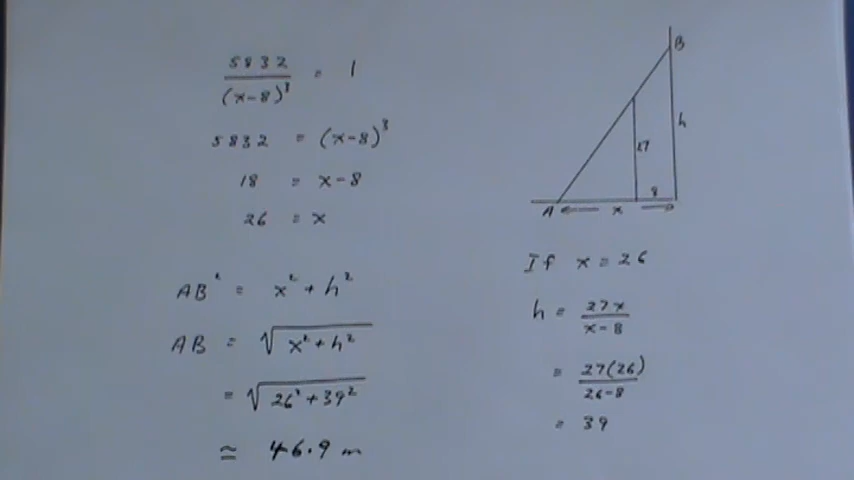 5832/(x-8)³ = 1
5832 = (x-8)³
18 = x-8
26 = x
AB² = x² + h²
AB = √(x² + h²)
= √(26² + 39²)
≃ 46.9 m
B
h
27
8
A x
If x = 26
h = 27x/(x-8)
= 27(26)/(26-8)
= 39